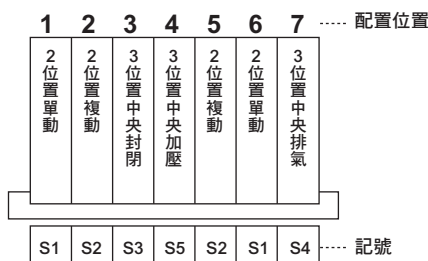 1 2 3 4 5 6 7 ····· 配置位置
2位置單動
2位置複動
3位置中央封閉
3位置中央加壓
2位置複動
2位置單動
3位置中央排氣
S1 S2 S3 S5 S2 S1 S4 ····· 記號